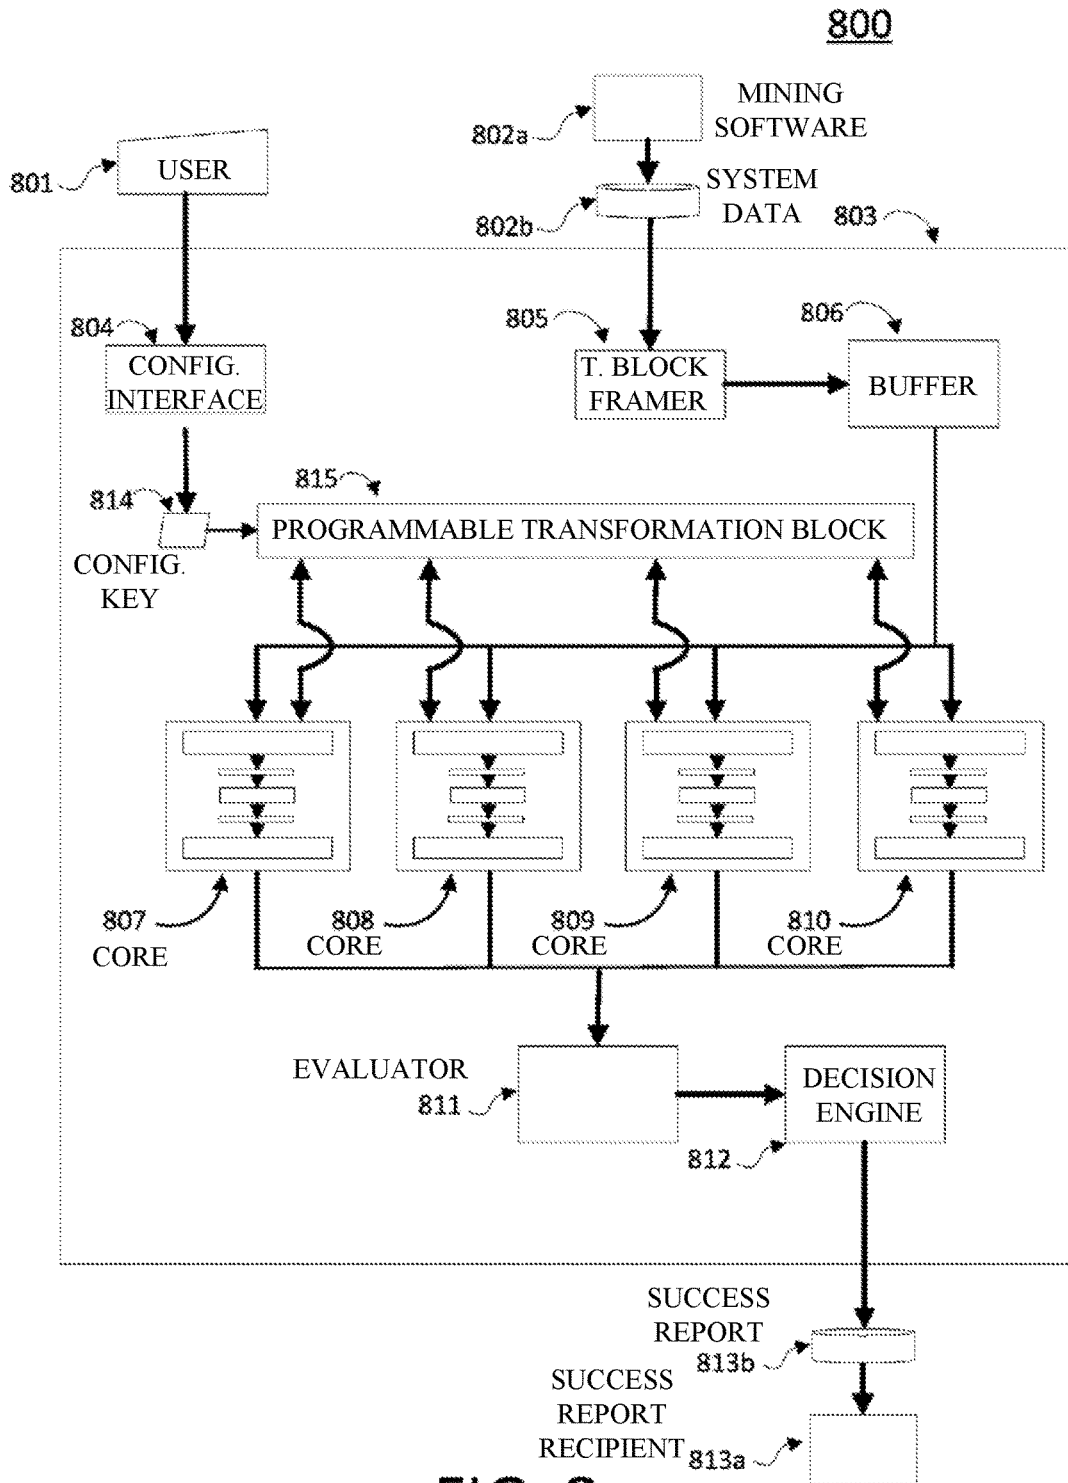 800
MINING
SOFTWARE
802a
USER
801
SYSTEM
DATA
802b
803
804
805
806
CONFIG.
INTERFACE
T. BLOCK
FRAMER
BUFFER
814
815
PROGRAMMABLE TRANSFORMATION BLOCK
CONFIG.
KEY
807
CORE
808
CORE
809
CORE
810
CORE
EVALUATOR
811
DECISION
ENGINE
812
SUCCESS
REPORT
813b
SUCCESS
REPORT
RECIPIENT
813a